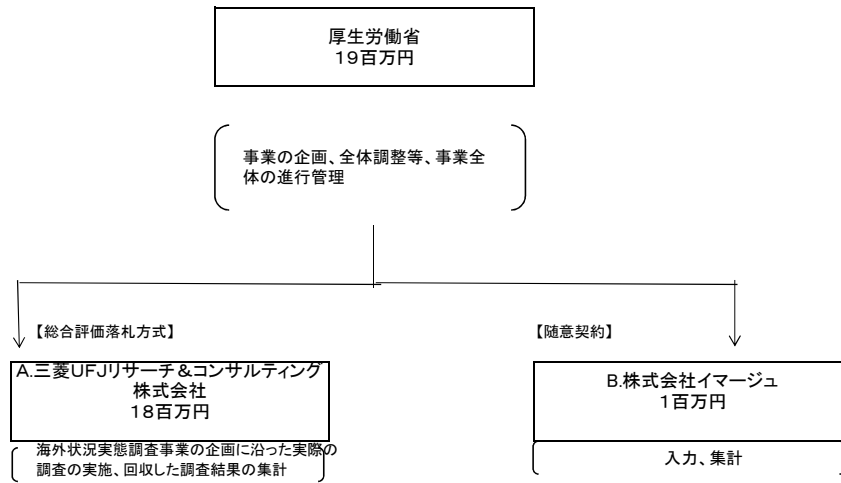 厚生労働省
19百万円
事業の企画、全体調整等、事業全
体の進行管理
【総合評価落札方式】
A.三菱UFJリサーチ&コンサルティング
株式会社
18百万円
海外状況実態調査事業の企画に沿った実際の
調査の実施、回収した調査結果の集計
【随意契約】
B.株式会社イマージュ
1百万円
入力、集計